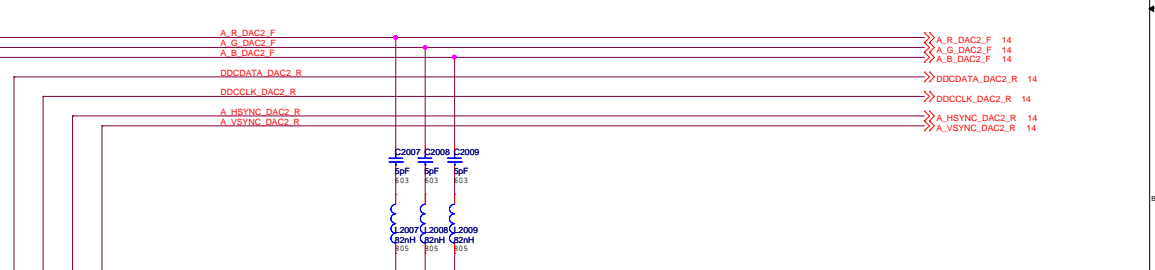 A_R_DAC2_F
A_G_DAC2_F
A_B_DAC2_F
DDCDATA_DAC2_R
DDCCLK_DAC2_R
A_HSYNC_DAC2_R
A_VSYNC_DAC2_R
A_R_DAC2_F 14
A_G_DAC2_F 14
A_B_DAC2_F 14
DDCDATA_DAC2_R 14
DDCCLK_DAC2_R 14
A_HSYNC_DAC2_R 14
A_VSYNC_DAC2_R 14
C2007 C2008 C2009
5pF 5pF 5pF
603 603 603
L2007 L2008 L2009
82nH 82nH 82nH
805 805 805
B